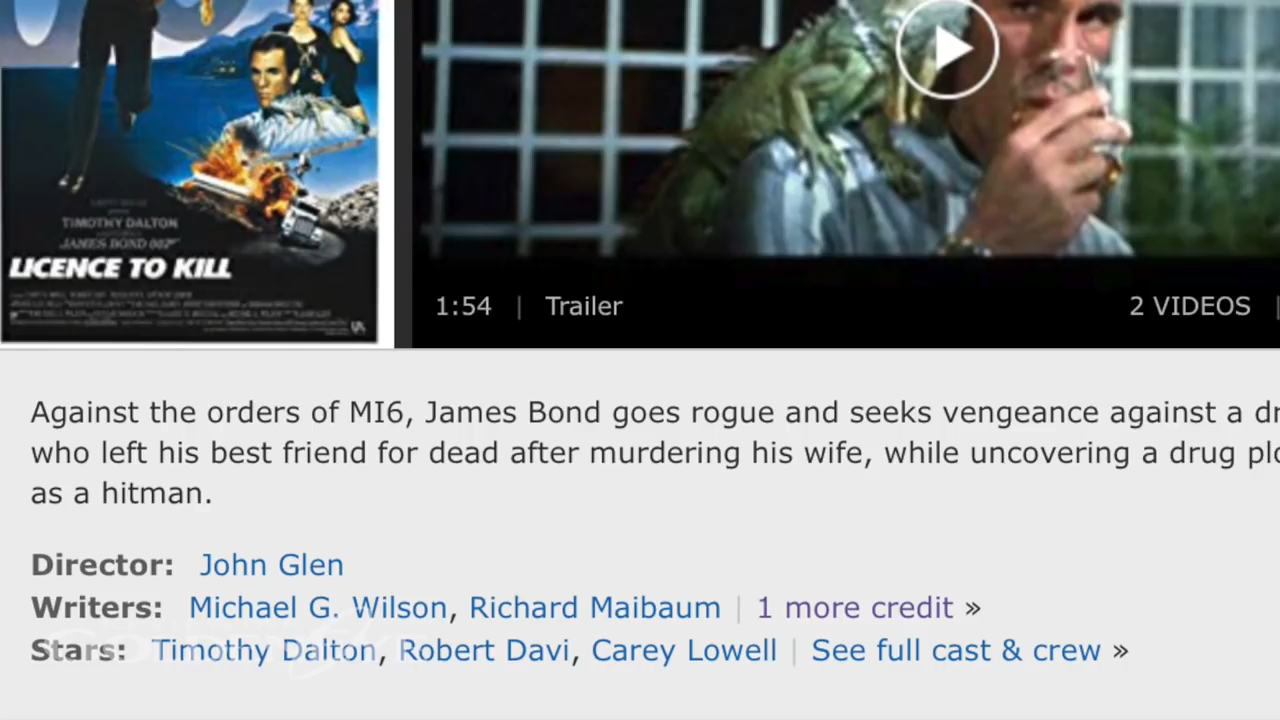 TIMOTHY DALTON
JAMES BOND 007
LICENCE TO KILL
1:54 | Trailer
2 VIDEOS |
Against the orders of MI6, James Bond goes rogue and seeks vengeance against a dr
who left his best friend for dead after murdering his wife, while uncovering a drug plo
as a hitman.
Director: John Glen
Writers: Michael G. Wilson, Richard Maibaum | 1 more credit »
Stars: Timothy Dalton, Robert Davi, Carey Lowell | See full cast & crew »